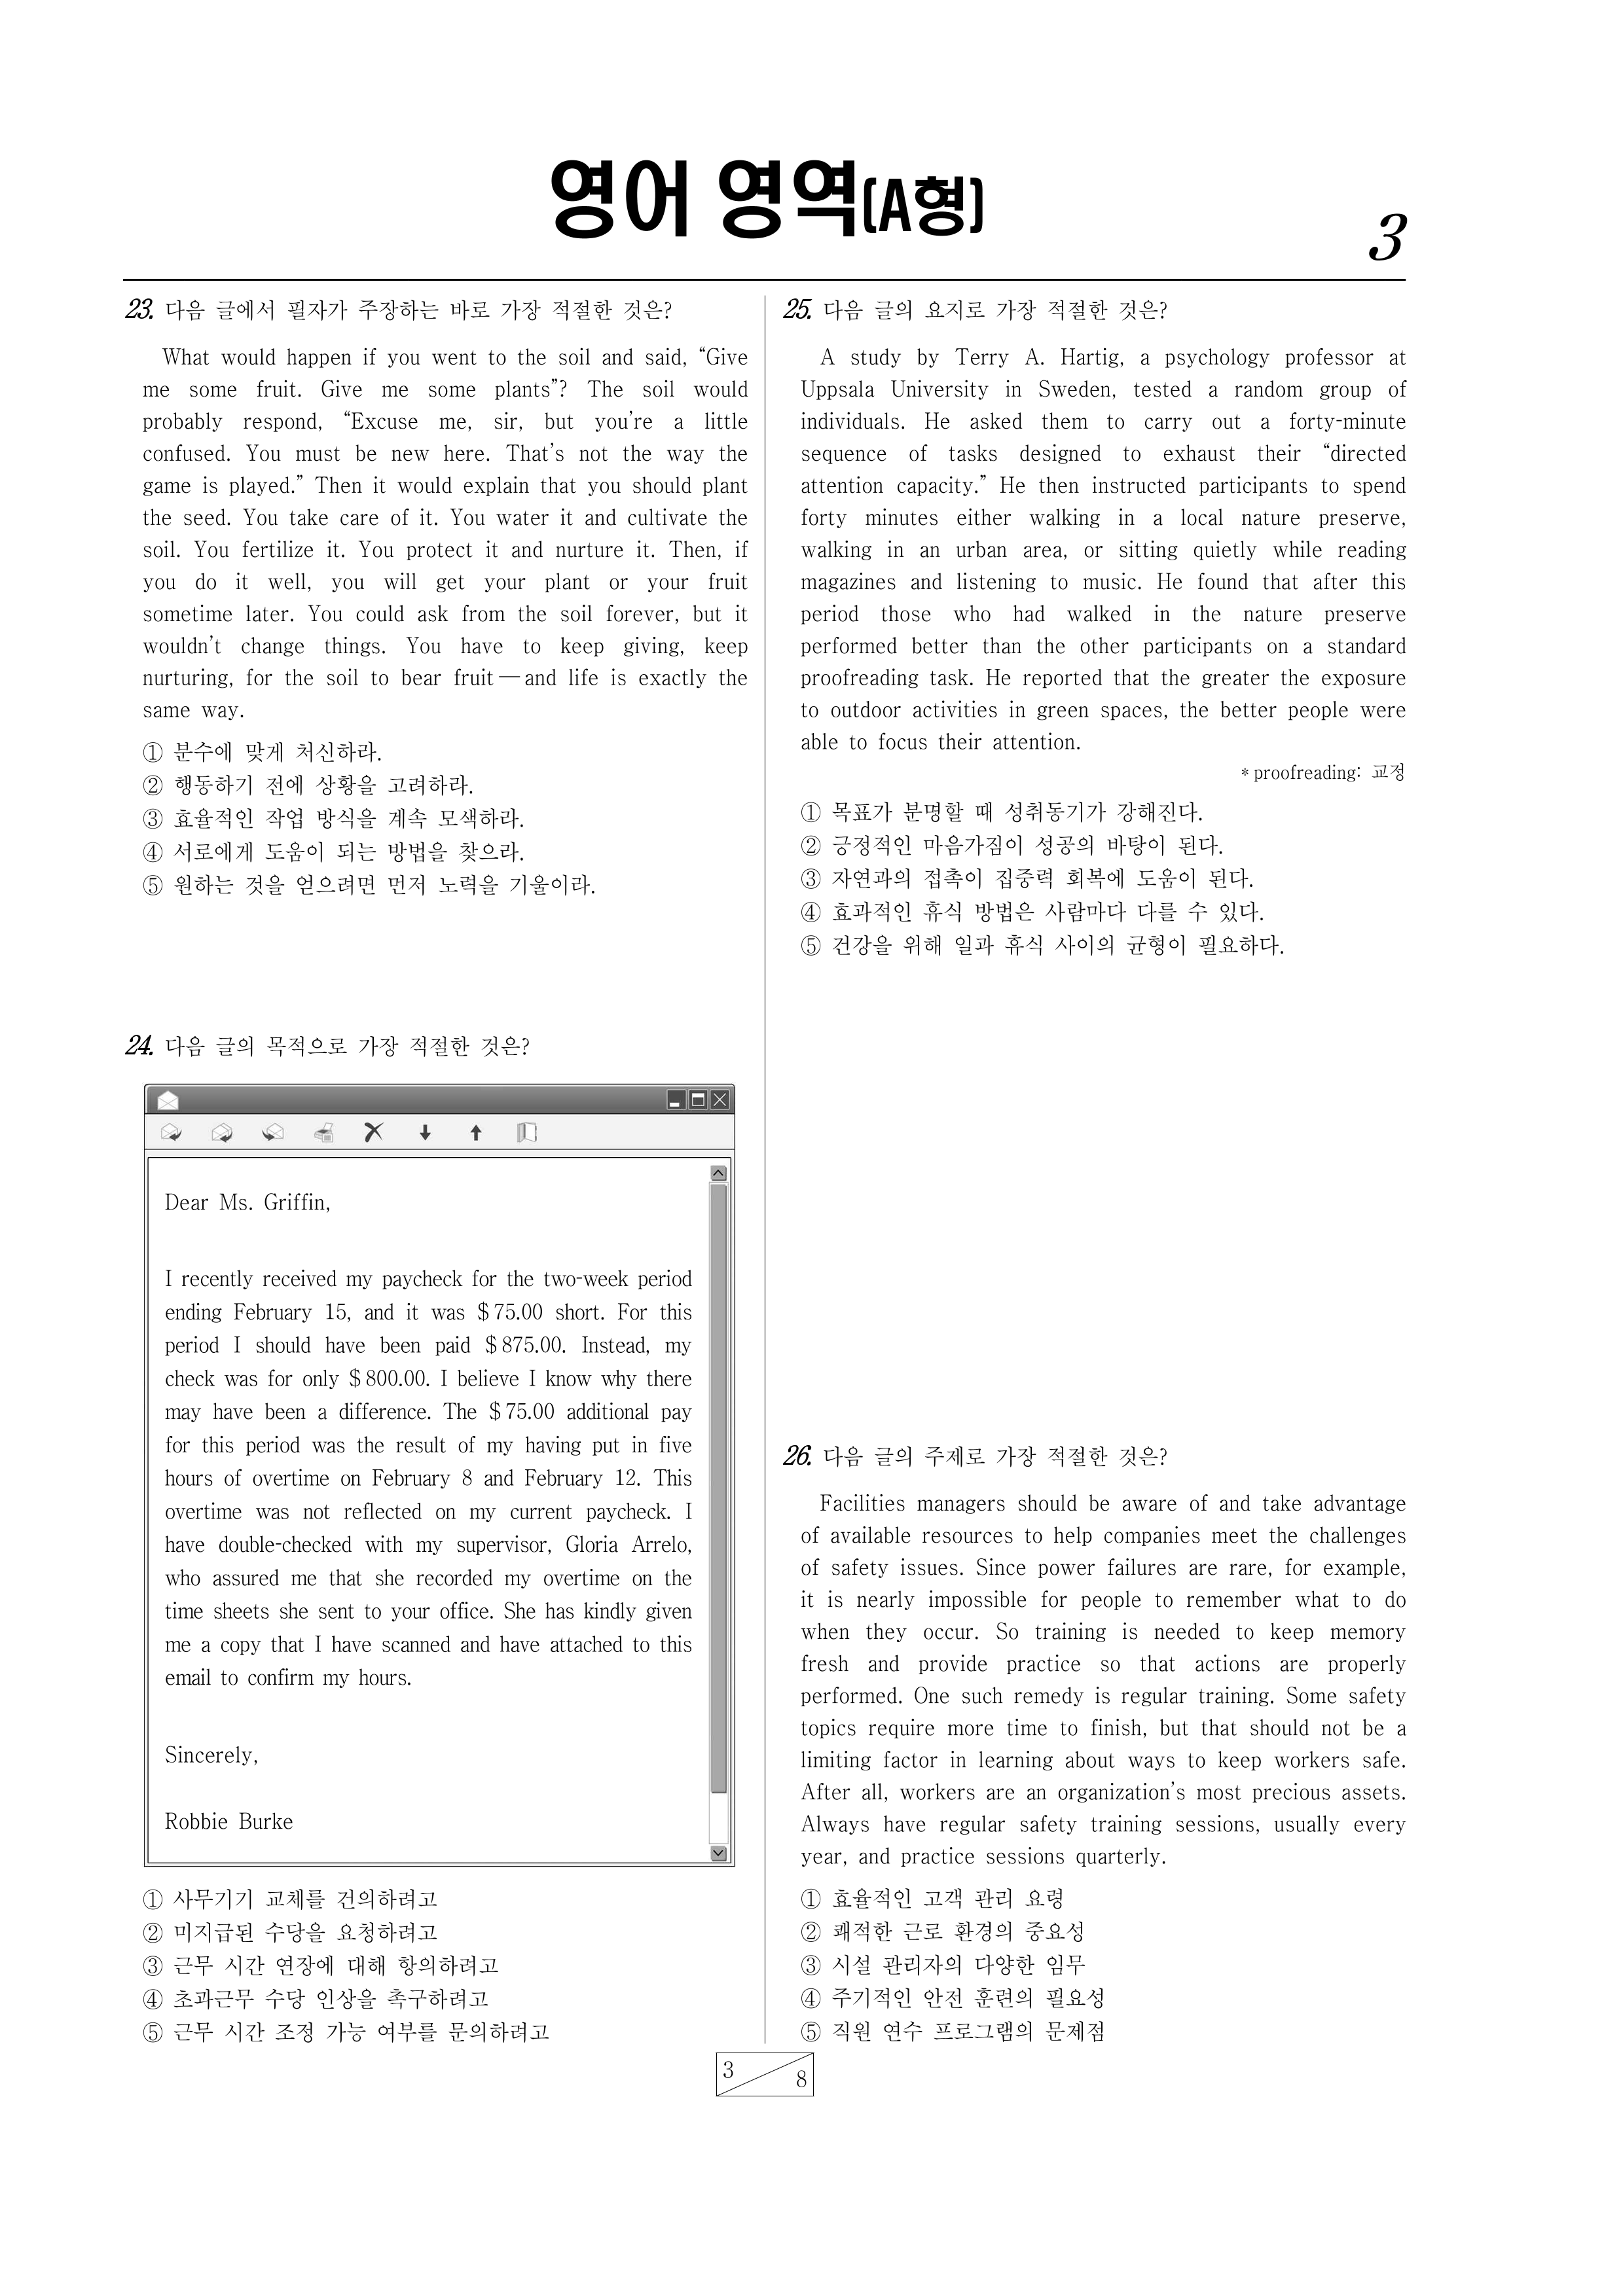 영어 영역(A형)
3
23. 다음 글에서 필자가 주장하는 바로 가장 적절한 것은?
What would happen if you went to the soil and said, “Give
me some fruit. Give me some plants”? The soil would
probably respond, “Excuse me, sir, but you’re a little
confused. You must be new here. That’s not the way the
game is played.” Then it would explain that you should plant
the seed. You take care of it. You water it and cultivate the
soil. You fertilize it. You protect it and nurture it. Then, if
you do it well, you will get your plant or your fruit
sometime later. You could ask from the soil forever, but it
wouldn’t change things. You have to keep giving, keep
nurturing, for the soil to bear fruit — and life is exactly the
same way.
① 분수에 맞게 처신하라.
② 행동하기 전에 상황을 고려하라.
③ 효율적인 작업 방식을 계속 모색하라.
④ 서로에게 도움이 되는 방법을 찾으라.
⑤ 원하는 것을 얻으려면 먼저 노력을 기울이라.
24. 다음 글의 목적으로 가장 적절한 것은?
Dear Ms. Griffin,
I recently received my paycheck for the two-week period
ending February 15, and it was $75.00 short. For this
period I should have been paid $875.00. Instead, my
check was for only $800.00. I believe I know why there
may have been a difference. The $75.00 additional pay
for this period was the result of my having put in five
hours of overtime on February 8 and February 12. This
overtime was not reflected on my current paycheck. I
have double-checked with my supervisor, Gloria Arrelo,
who assured me that she recorded my overtime on the
time sheets she sent to your office. She has kindly given
me a copy that I have scanned and have attached to this
email to confirm my hours.
Sincerely,
Robbie Burke
① 사무기기 교체를 건의하려고
② 미지급된 수당을 요청하려고
③ 근무 시간 연장에 대해 항의하려고
④ 초과근무 수당 인상을 촉구하려고
⑤ 근무 시간 조정 가능 여부를 문의하려고
25. 다음 글의 요지로 가장 적절한 것은?
A study by Terry A. Hartig, a psychology professor at
Uppsala University in Sweden, tested a random group of
individuals. He asked them to carry out a forty-minute
sequence of tasks designed to exhaust their “directed
attention capacity.” He then instructed participants to spend
forty minutes either walking in a local nature preserve,
walking in an urban area, or sitting quietly while reading
magazines and listening to music. He found that after this
period those who had walked in the nature preserve
performed better than the other participants on a standard
proofreading task. He reported that the greater the exposure
to outdoor activities in green spaces, the better people were
able to focus their attention.
* proofreading: 교정
① 목표가 분명할 때 성취동기가 강해진다.
② 긍정적인 마음가짐이 성공의 바탕이 된다.
③ 자연과의 접촉이 집중력 회복에 도움이 된다.
④ 효과적인 휴식 방법은 사람마다 다를 수 있다.
⑤ 건강을 위해 일과 휴식 사이의 균형이 필요하다.
26. 다음 글의 주제로 가장 적절한 것은?
Facilities managers should be aware of and take advantage
of available resources to help companies meet the challenges
of safety issues. Since power failures are rare, for example,
it is nearly impossible for people to remember what to do
when they occur. So training is needed to keep memory
fresh and provide practice so that actions are properly
performed. One such remedy is regular training. Some safety
topics require more time to finish, but that should not be a
limiting factor in learning about ways to keep workers safe.
After all, workers are an organization’s most precious assets.
Always have regular safety training sessions, usually every
year, and practice sessions quarterly.
① 효율적인 고객 관리 요령
② 쾌적한 근로 환경의 중요성
③ 시설 관리자의 다양한 임무
④ 주기적인 안전 훈련의 필요성
⑤ 직원 연수 프로그램의 문제점
3
8